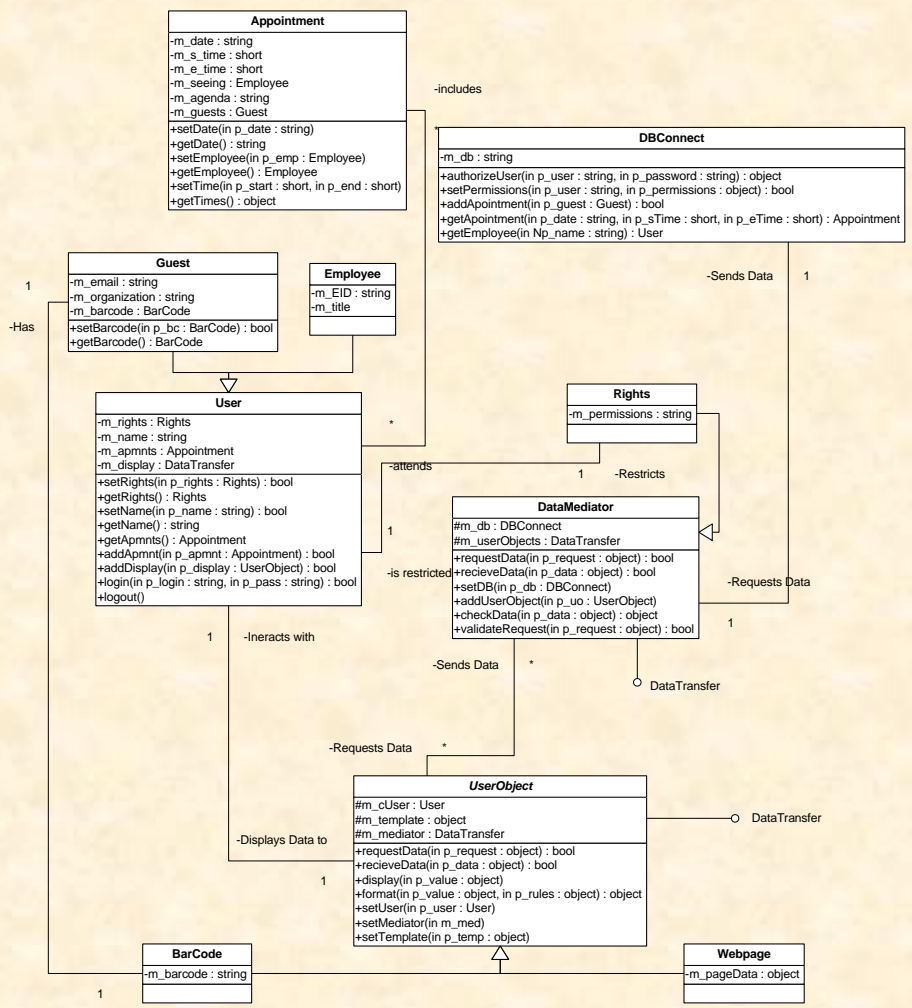 Appointment
-m_date : string
-m_s_time : short
-m_e_time : short
-m_seeing : Employee
-m_agenda : string
-m_guests : Guest
+setDate(in p_date : string)
+getDate() : string
+setEmployee(in p_emp : Employee)
+getEmployee() : Employee
+setTime(in p_start : short, in p_end : short)
+getTimes() : object
-includes
*
DBConnect
-m_db : string
+authorizeUser(in p_user : string, in p_password : string) : object
+setPermissions(in p_user : string, in p_permissions : object) : bool
+addApointment(in p_guest : Guest) : bool
+getApointment(in p_date : string, in p_sTime : short, in p_eTime : short) : Appointment
+getEmployee(in Np_name : string) : User
-Sends Data
1
Guest
-m_email : string
-m_organization : string
-m_barcode : BarCode
+setBarcode(in p_bc : BarCode) : bool
+getBarcode() : BarCode
1
-Has
Employee
-m_EID : string
-m_title
User
-m_rights : Rights
-m_name : string
-m_apmnts : Appointment
-m_display : DataTransfer
+setRights(in p_rights : Rights) : bool
+getRights() : Rights
+setName(in p_name : string) : bool
+getName() : string
+getApmnts() : Appointment
+addApmnt(in p_apmnt : Appointment) : bool
+addDisplay(in p_display : UserObject) : bool
+login(in p_login : string, in p_pass : string) : bool
+logout()
*
-attends
1
-is restricted
Rights
-m_permissions : string
1
-Restricts
DataMediator
#m_db : DBConnect
#m_userObjects : DataTransfer
+requestData(in p_request : object) : bool
+recieveData(in p_data : object) : bool
+setDB(in p_db : DBConnect)
+addUserObject(in p_uo : UserObject)
+checkData(in p_data : object) : object
+validateRequest(in p_request : object) : bool
-Requests Data
1
1
-Ineracts with
-Sends Data
*
DataTransfer
-Requests Data
*
UserObject
#m_cUser : User
#m_template : object
#m_mediator : DataTransfer
+requestData(in p_request : object) : bool
+recieveData(in p_data : object) : bool
+display(in p_value : object)
+format(in p_value : object, in p_rules : object) : object
+setUser(in p_user : User)
+setMediator(in m_med)
+setTemplate(in p_temp : object)
DataTransfer
-Displays Data to
1
BarCode
-m_barcode : string
1
Webpage
-m_pageData : object